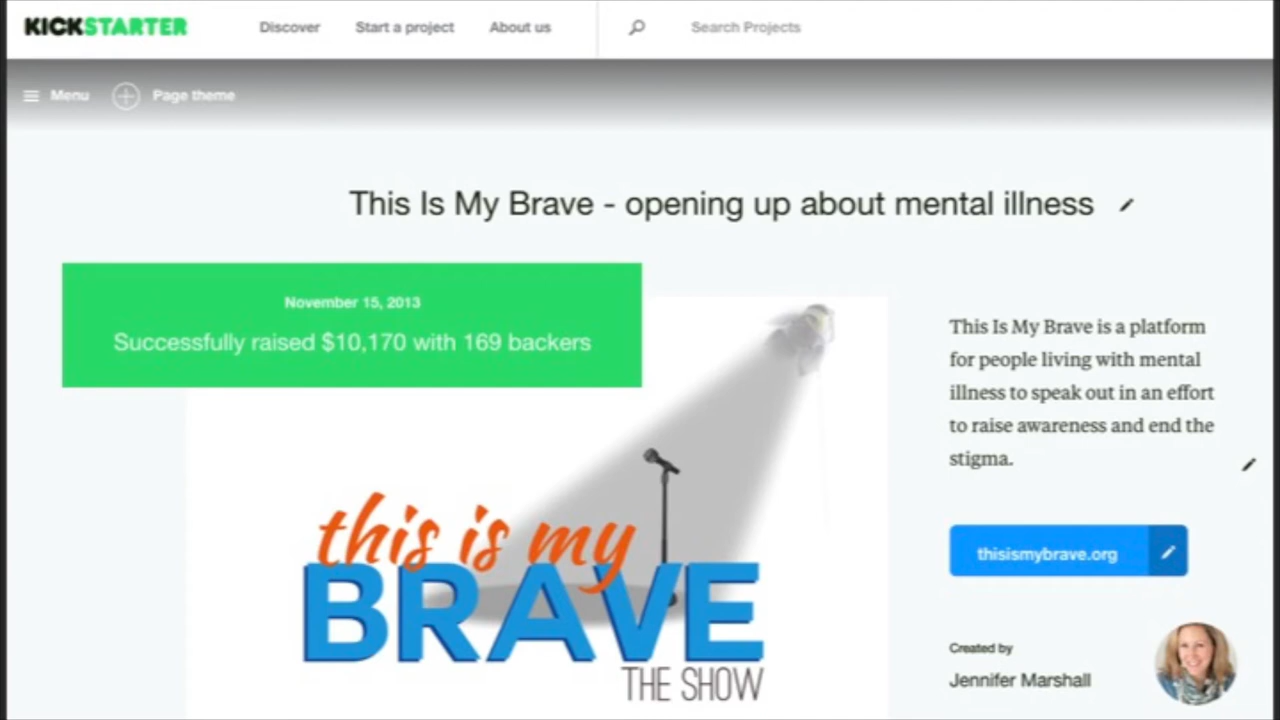 KICKSTARTER
Discover
Start a project
About us
Search Projects
Menu
Page theme
This Is My Brave - opening up about mental illness
November 15, 2013
Successfully raised $10,170 with 169 backers
This Is My Brave is a platform
for people living with mental
illness to speak out in an effort
to raise awareness and end the
stigma.
thisismybrave.org
Created by
Jennifer Marshall
this is my
BRAVE
THE SHOW